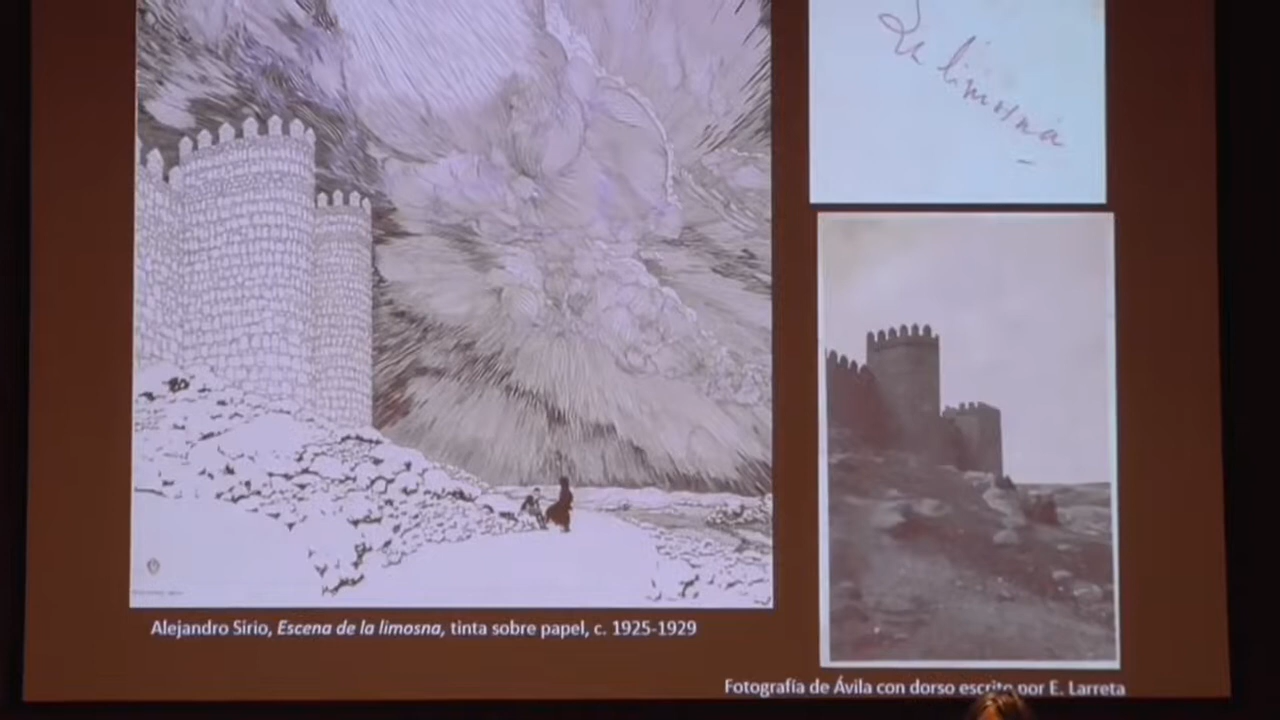 La limosna
Alejandro Sirio, Escena de la limosna, tinta sobre papel, c. 1925-1929
Fotografía de Ávila con dorso escrito por E. Larreta